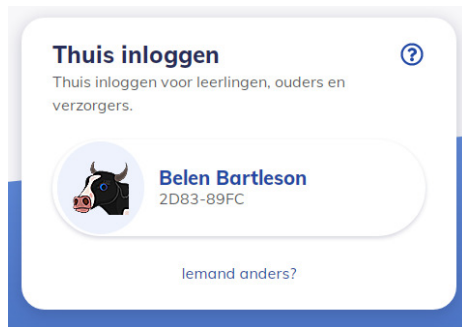 Thuis inloggen
Thuis inloggen voor leerlingen, ouders en
verzorgers.
Belen Bartleson
2D83-89FC
Iemand anders?